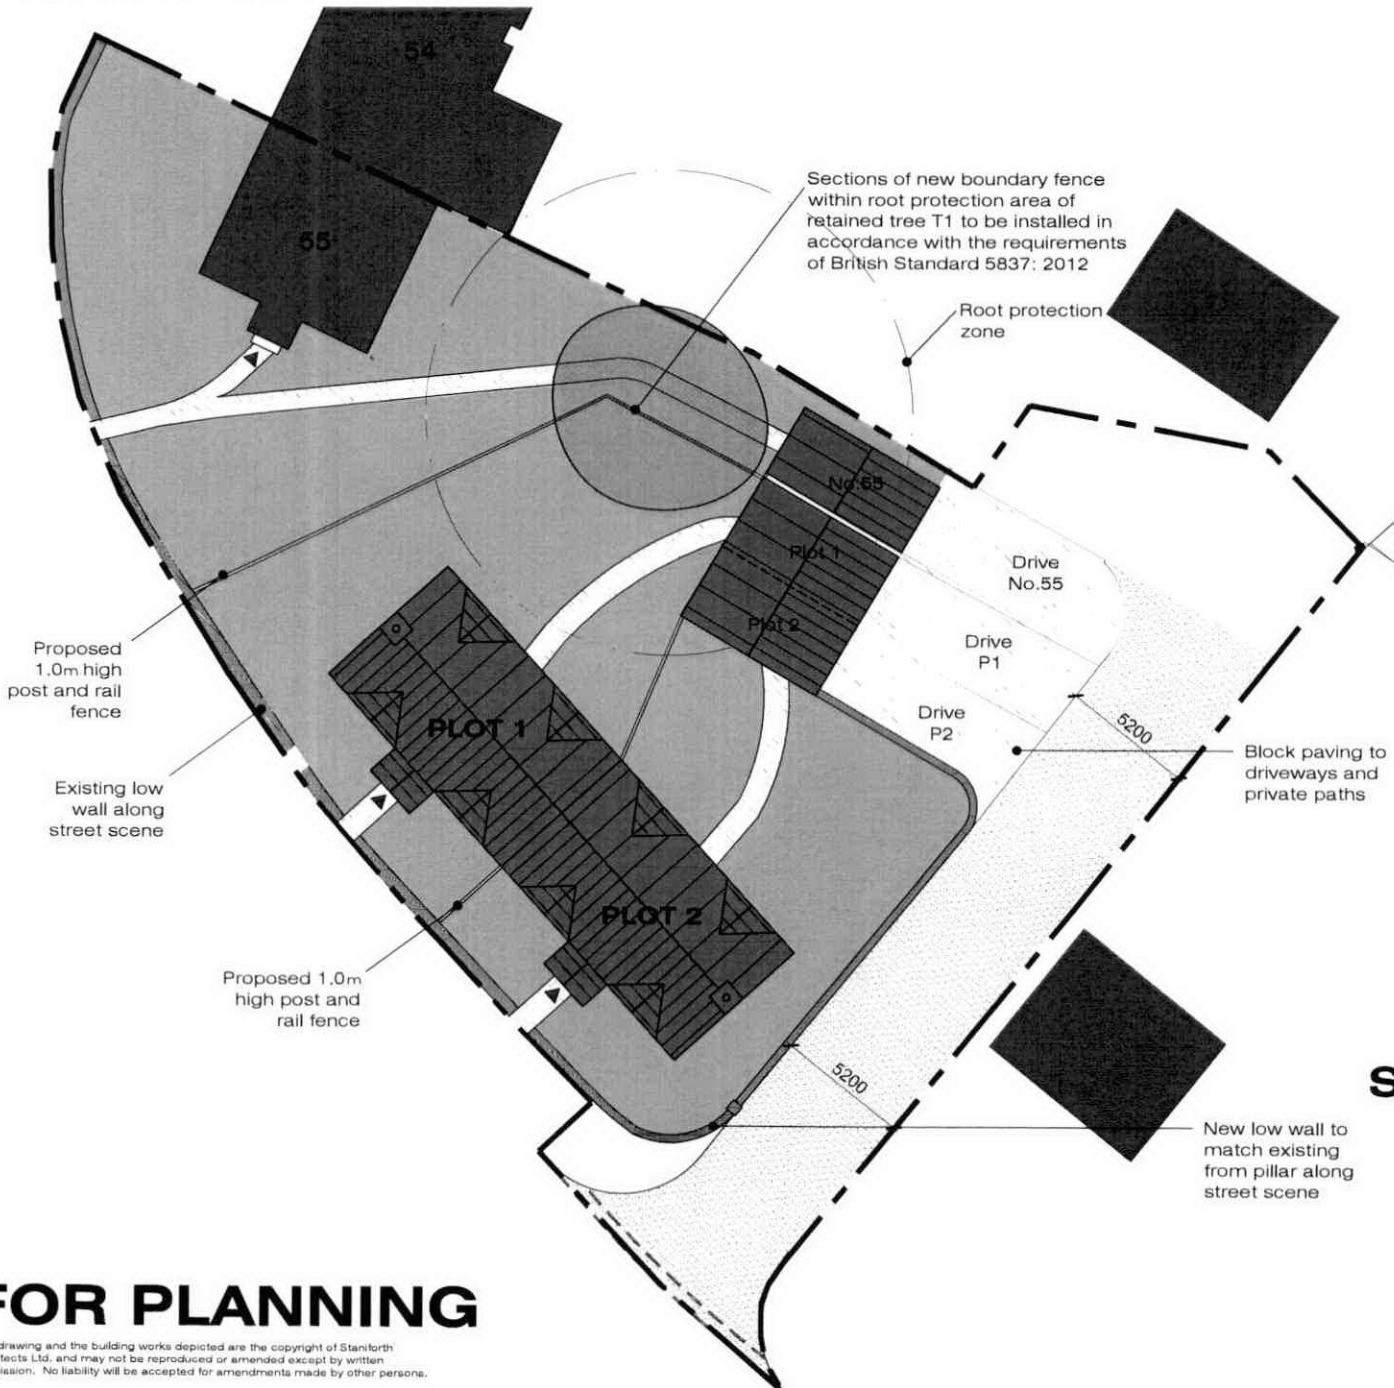 54
55
Sections of new boundary fence
within root protection area of
retained tree T1 to be installed in
accordance with the requirements
of British Standard 5837: 2012
Root protection
zone
No.55
Plot 1
Plot 2
Drive
No.55
Drive
P1
Drive
P2
5200
Block paving to
driveways and
private paths
Proposed
1.0m high
post and rail
fence
Existing low
wall along
street scene
PLOT 1
PLOT 2
Proposed 1.0m
high post and
rail fence
5200
S
New low wall to
match existing
from pillar along
street scene
FOR PLANNING
drawing and the building works depicted are the copyright of Staniforth
tects Ltd. and may not be reproduced or amended except by written
ission. No liability will be accepted for amendments made by other persons.